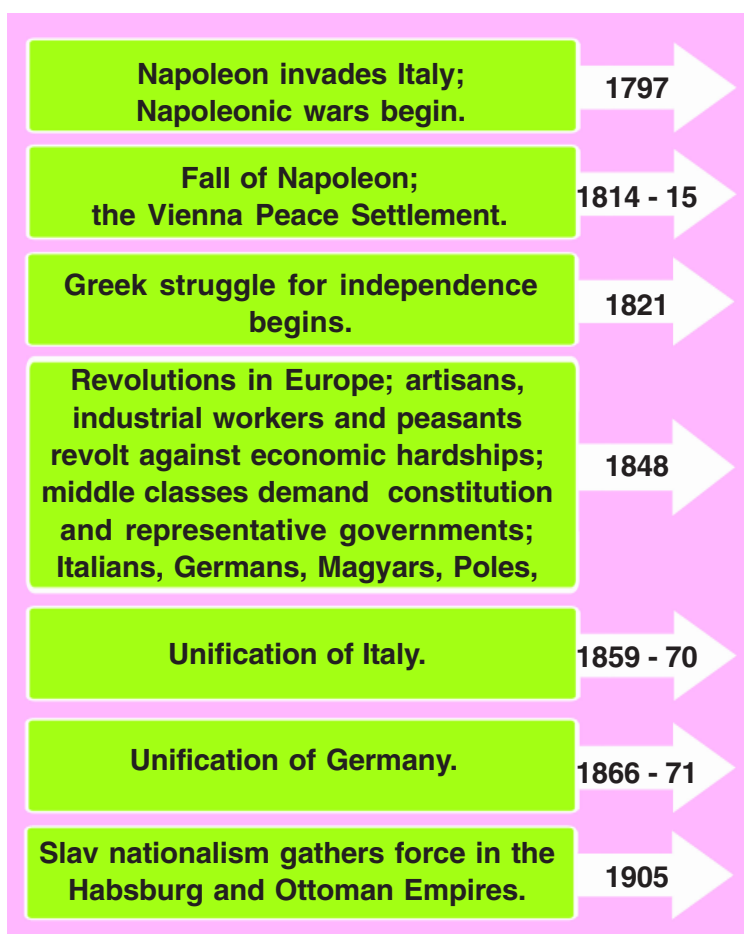 Napoleon invades Italy;
Napoleonic wars begin.
1797
Fall of Napoleon;
the Vienna Peace Settlement.
1814 - 15
Greek struggle for independence
begins.
1821
Revolutions in Europe; artisans,
industrial workers and peasants
revolt against economic hardships;
middle classes demand constitution
and representative governments;
Italians, Germans, Magyars, Poles,
1848
Unification of Italy.
1859 - 70
Unification of Germany.
1866 - 71
Slav nationalism gathers force in the
Habsburg and Ottoman Empires.
1905